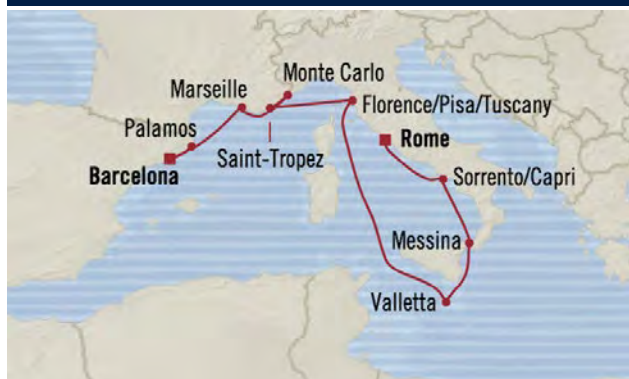 Monte Carlo
Marseille
Florence/Pisa/Tuscany
Palamos
Rome
Saint-Tropez
Barcelona
Sorrento/Capri
Messina
Valletta